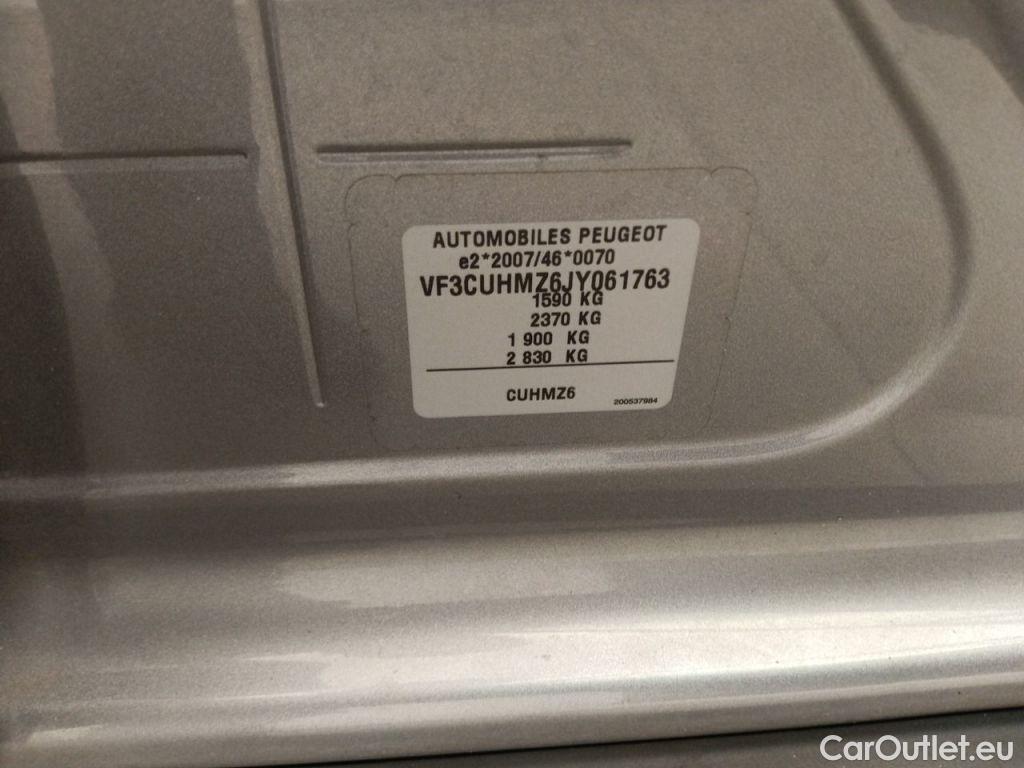 AUTOMOBILES PEUGEOT
e2*2007/46*0070
VF3CUHMZ6JY061763
1590 KG
2370 KG
1 900 KG
2 830 KG
CUHMZ6
200537984
CarOutlet.eu